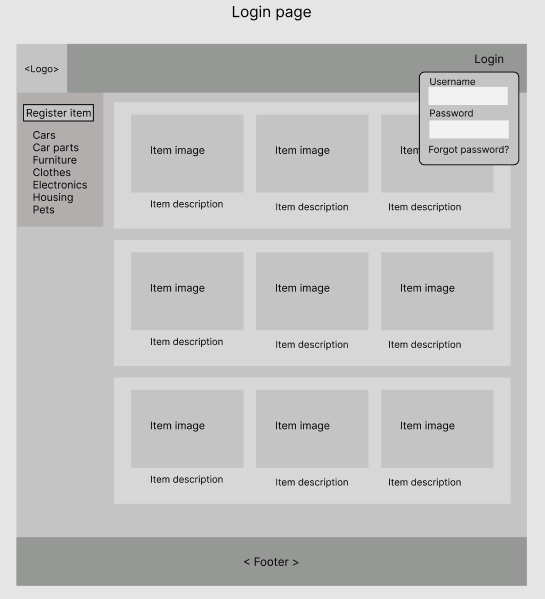 Login page
<Logo>
Login
Username
Password
Forgot password?
Register item
Cars
Car parts
Furniture
Clothes
Electronics
Housing
Pets
Item image
Item image
Item description
Item description
Item description
Item image
Item image
Item image
Item description
Item description
Item description
Item image
Item image
Item image
Item description
Item description
Item description
< Footer >